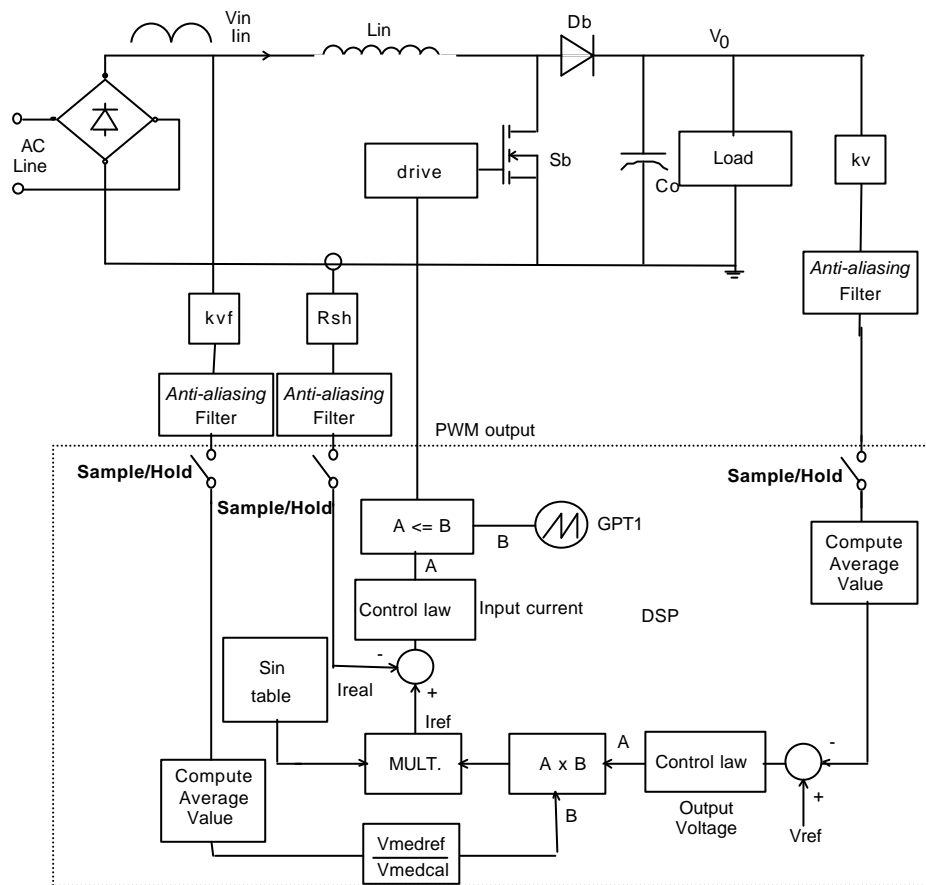 Vin
Iin
Lin
Db
V0
AC
Line
drive
Sb
Co
Load
kv
Anti-aliasing
Filter
kvf
Rsh
Anti-aliasing
Filter
Anti-aliasing
Filter
PWM output
Sample/Hold
Sample/Hold
Sample/Hold
A <= B
B
GPT1
A
Compute
Average
Value
Control law
Input current
DSP
Sin
table
-
Ireal
+
Iref
MULT.
A x B
A
B
Control law
Output
Voltage
-
+
Vref
Compute
Average
Value
Vmedref
Vmedcal